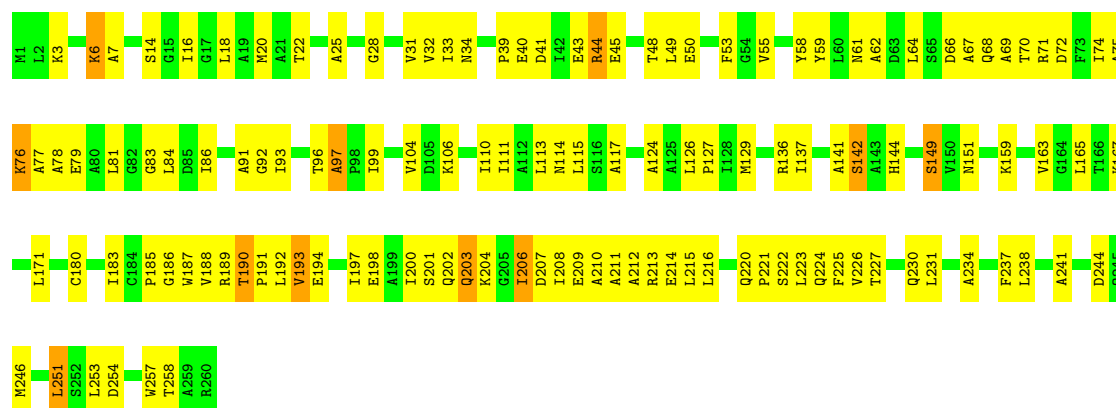 M1 L2 K3 K6 A7 S14 G15 I16 G17 L18 A19 M20 A21 T22 A25 G28 V31 V32 I33 N34 P39 E40 D41 I42 E43 R44 E45 T48 L49 E50 F53 G54 V55 Y58 Y59 L60 N61 A62 D63 L64 S65 D66 A67 Q68 A69 T70 R71 D72 F73 I74
K76 A77 A78 E79 A80 L81 G82 G83 L84 D85 I86 A91 G92 I93 T96 A97 P98 I99 V104 D105 K106 I110 I111 A112 L113 N114 L115 S116 A117 A124 A125 L126 P127 I128 M129 R136 I137 A141 S142 A143 H144 S149 V150 N151 K159 V163 G164 L165 T166
L171 C180 I183 C184 P185 G186 W187 V188 R189 T190 P191 L192 V193 E194 I197 E198 A199 I200 S201 Q202 Q203 K204 G205 I206 D207 I208 E209 A210 A211 A212 R213 E214 L215 L216 Q220 P221 S222 L223 Q224 F225 V226 T227 Q230 L231 A234 F237 L238 A241 D244
M246 L251 S252 L253 D254 W257 T258 A259 R260